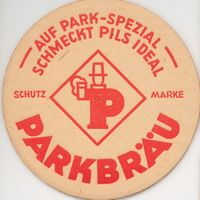 AUF PARK-SPEZIAL
SCHMECKT PILS IDEAL
SCHUTZ MARKE
P
PARKBRÄU